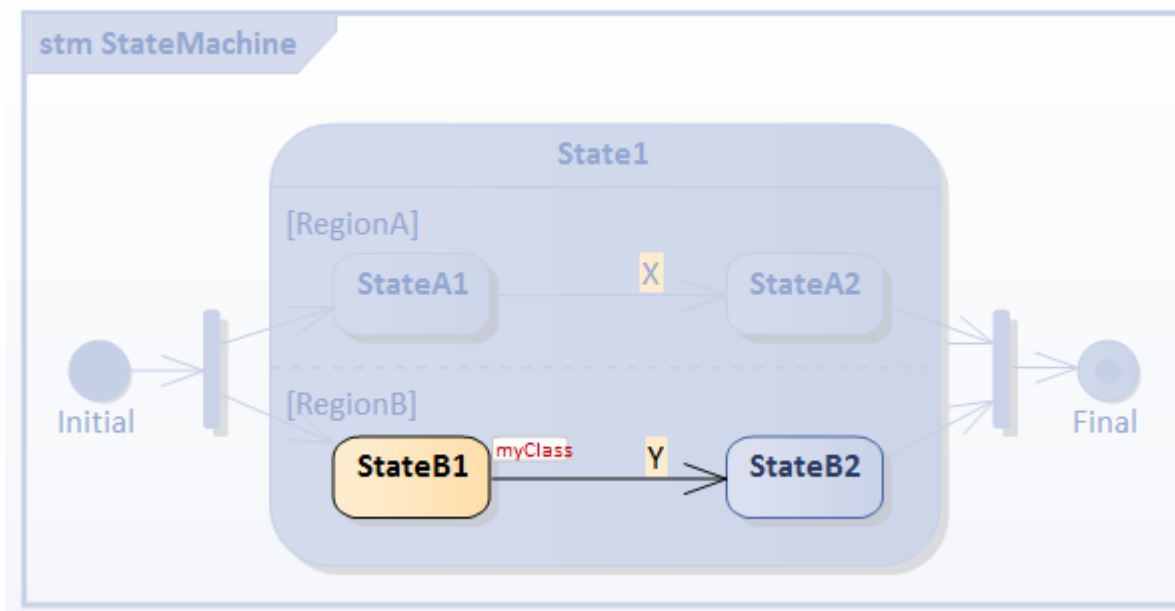 stm StateMachine
State1
[RegionA]
StateA1
X
StateA2
Initial
Final
[RegionB]
StateB1
myClass
Y
StateB2